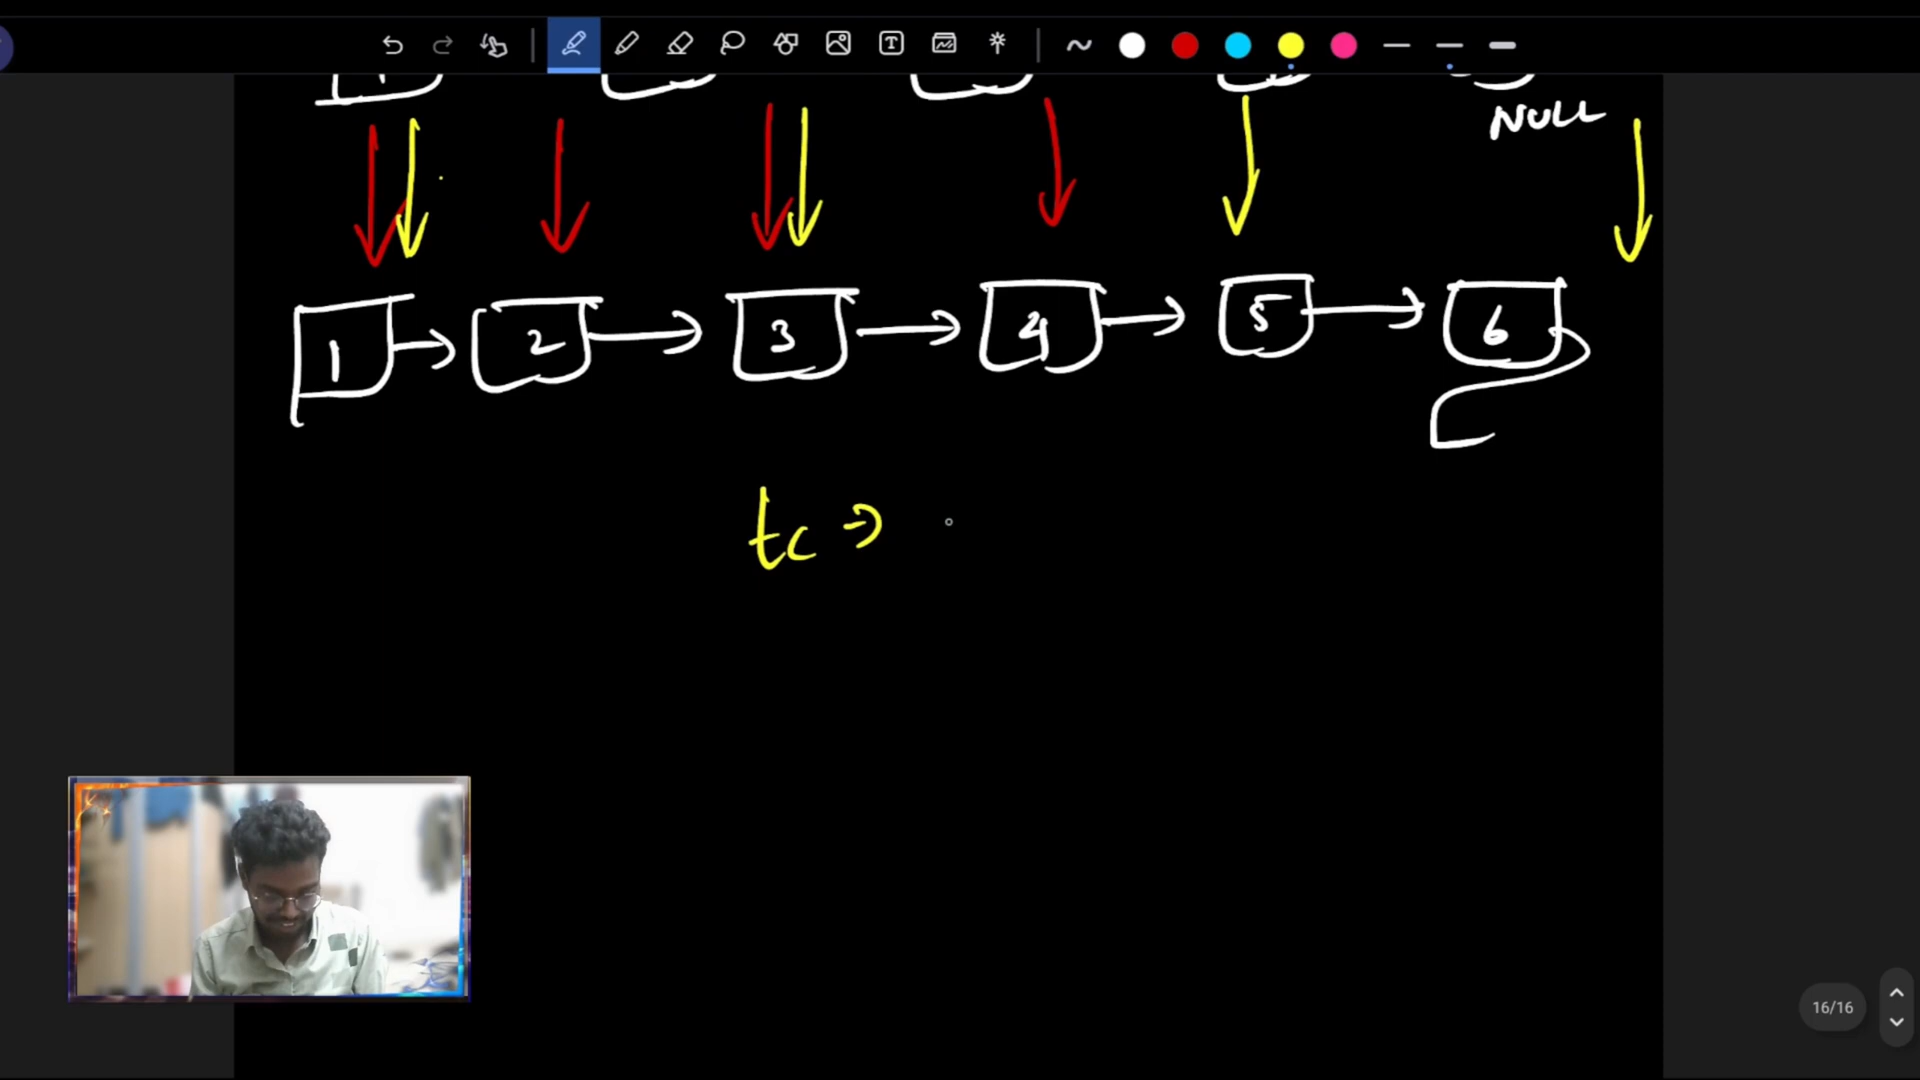 NULL
1 → 2 → 3 → 4 → 5 → 6
tc →
16/16